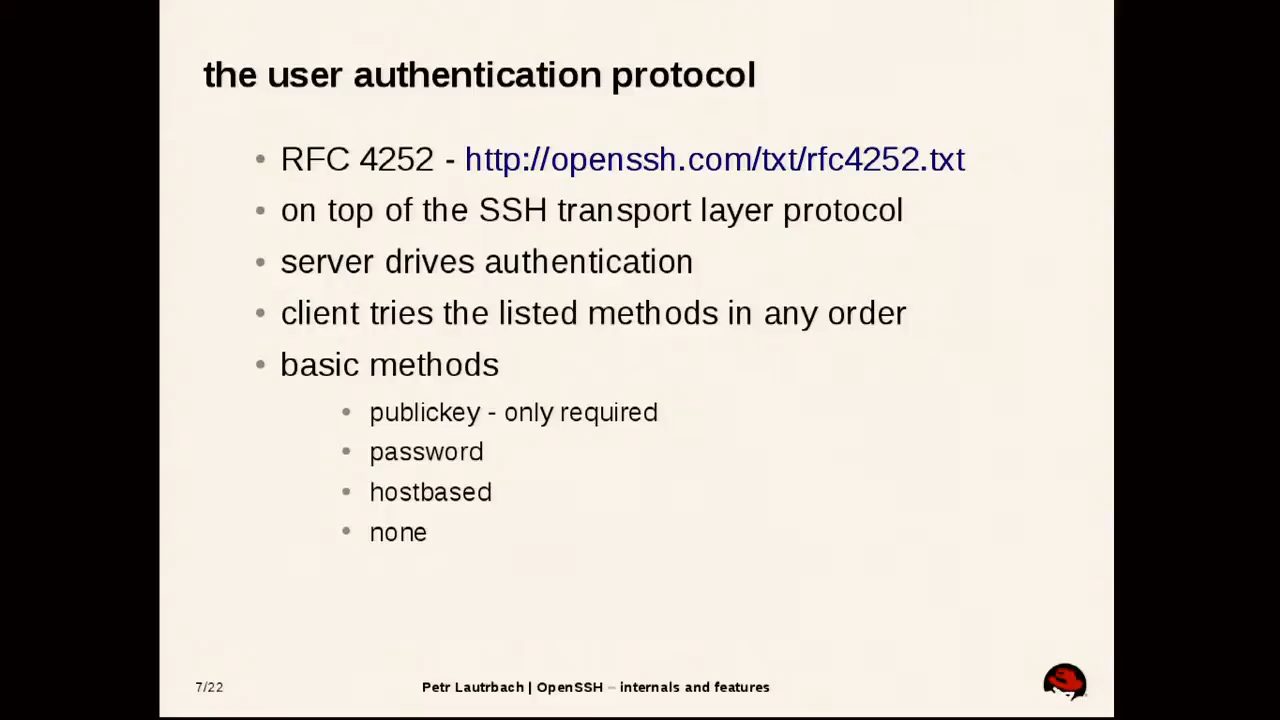 the user authentication protocol
• RFC 4252 - http://openssh.com/txt/rfc4252.txt
• on top of the SSH transport layer protocol
• server drives authentication
• client tries the listed methods in any order
• basic methods
• publickey - only required
• password
• hostbased
• none
7/22
Petr Lautrbach | OpenSSH – internals and features